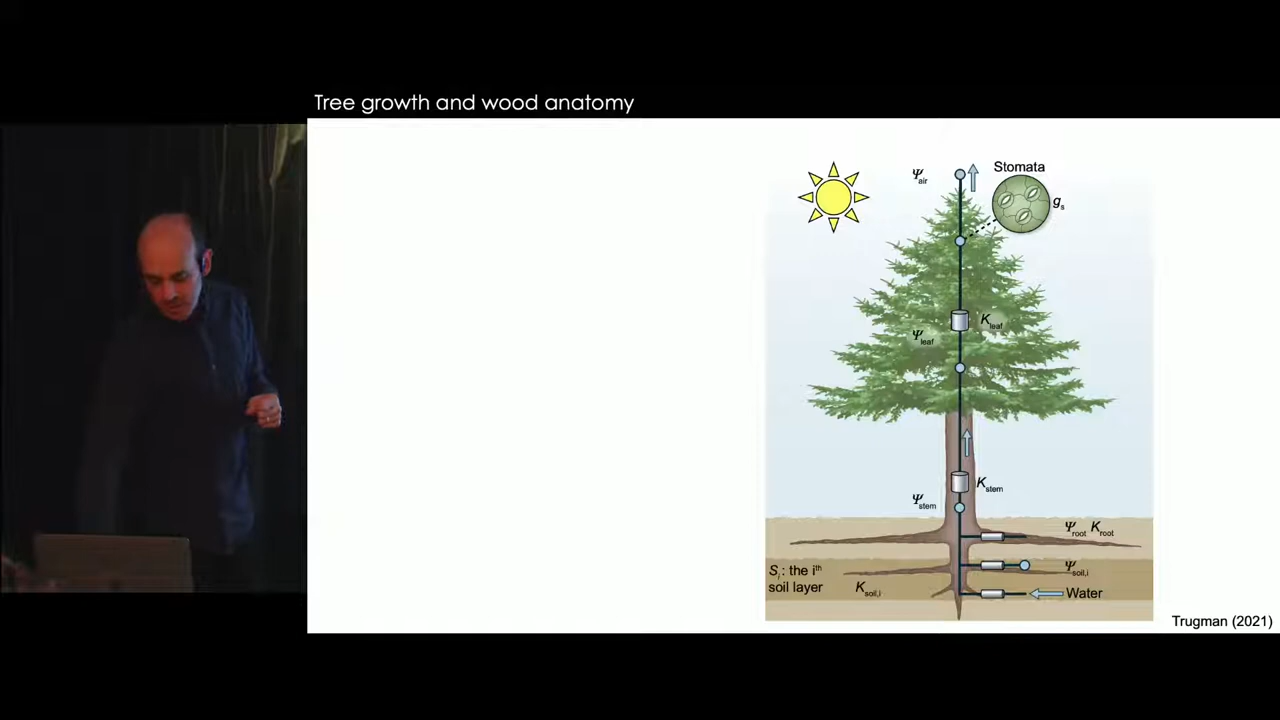 Tree growth and wood anatomy
Ψair
Stomata
gs
Kleaf
Ψleaf
Kstem
Ψstem
Ψroot Kroot
Si: the ith
soil layer
Ksoil,i
Ψsoil,i
Water
Trugman (2021)